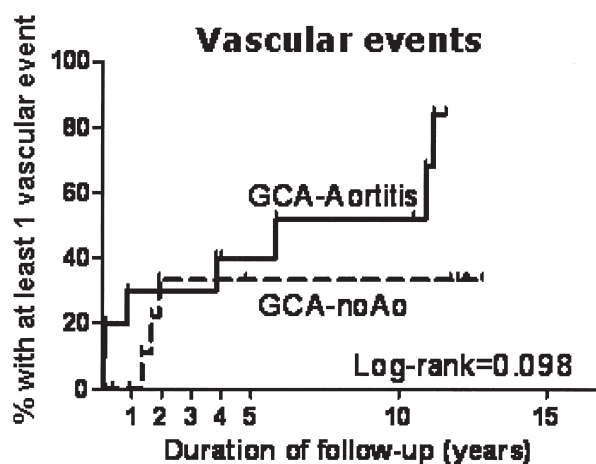 Vascular events
% with at least 1 vascular event
100
80
60
40
20
0
GCA-Aortitis
GCA-noAo
Log-rank=0.098
1 2 3 4 5 10 15
Duration of follow-up (years)